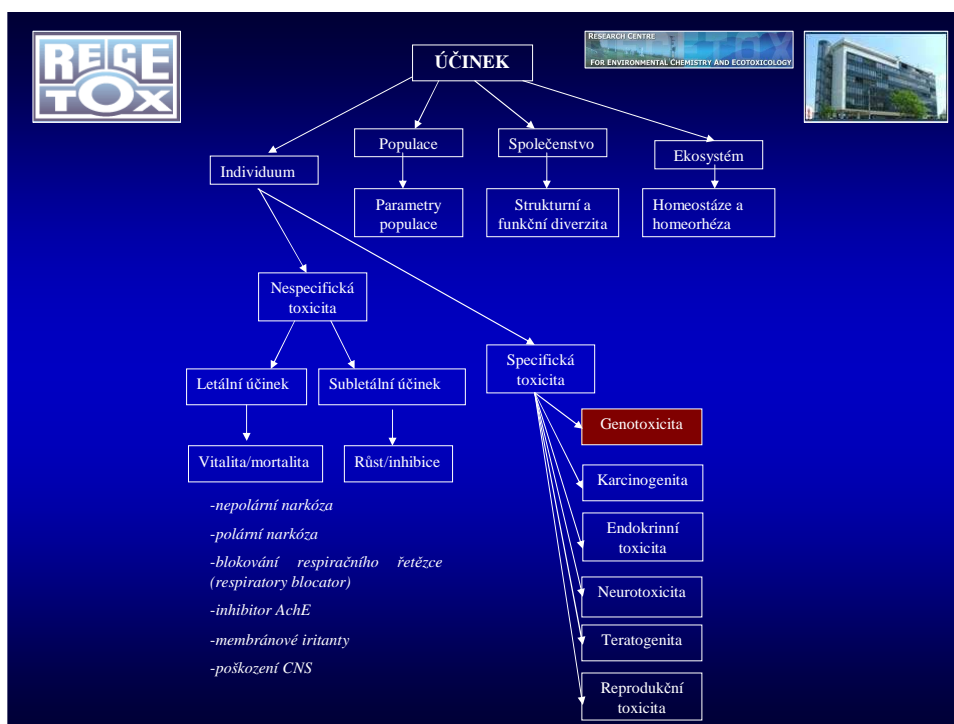 RECE
TOX
RESEARCH CENTRE
FOR ENVIRONMENTAL CHEMISTRY AND ECOTOXICOLOGY
ÚČINEK
Individuum
Populace
Společenstvo
Ekosystém
Parametry
populace
Strukturní a
funkční diverzita
Homeostáze a
homeorhéza
Nespecifická
toxicita
Specifická
toxicita
Letální účinek
Subletální účinek
Vitalita/mortalita
Růst/inhibice
-nepolární narkóza
-polární narkóza
-blokování respiračního řetězce
(respiratory blocator)
-inhibitor AchE
-membránové iritanty
-poškození CNS
Genotoxicita
Karcinogenita
Endokrinní
toxicita
Neurotoxicita
Teratogenita
Reprodukční
toxicita